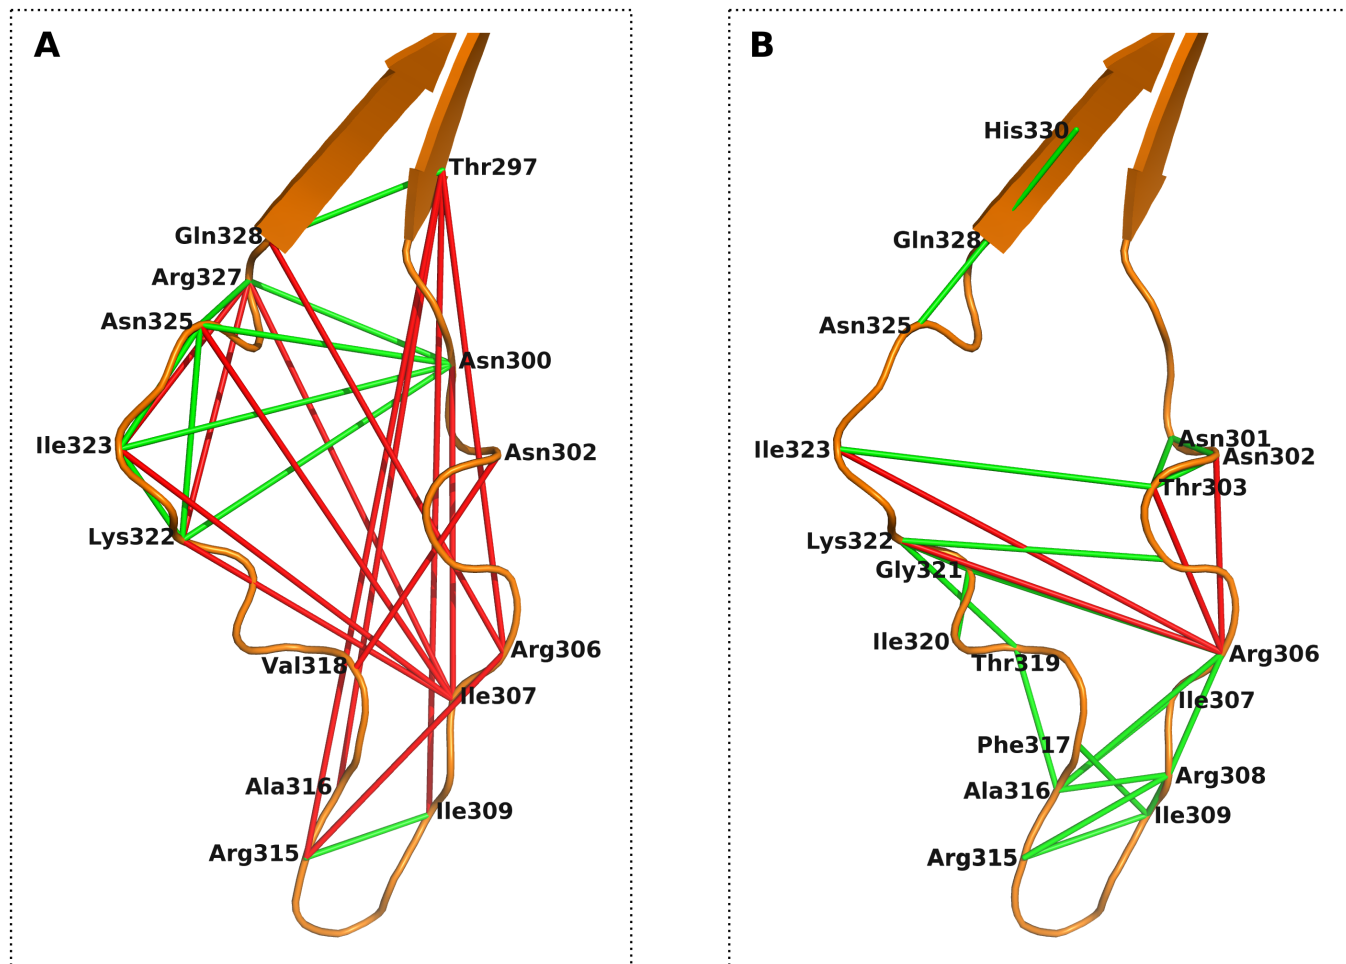 A
Thr297
Gln328
Arg327
Asn325
Asn300
Ile323
Asn302
Lys322
Val318
Arg306
Ile307
Ala316
Ile309
Arg315
B
His330
Gln328
Asn325
Asn301
Ile323
Asn302
Thr303
Lys322
Gly321
Ile320
Thr319
Arg306
Ile307
Phe317
Arg308
Ala316
Ile309
Arg315